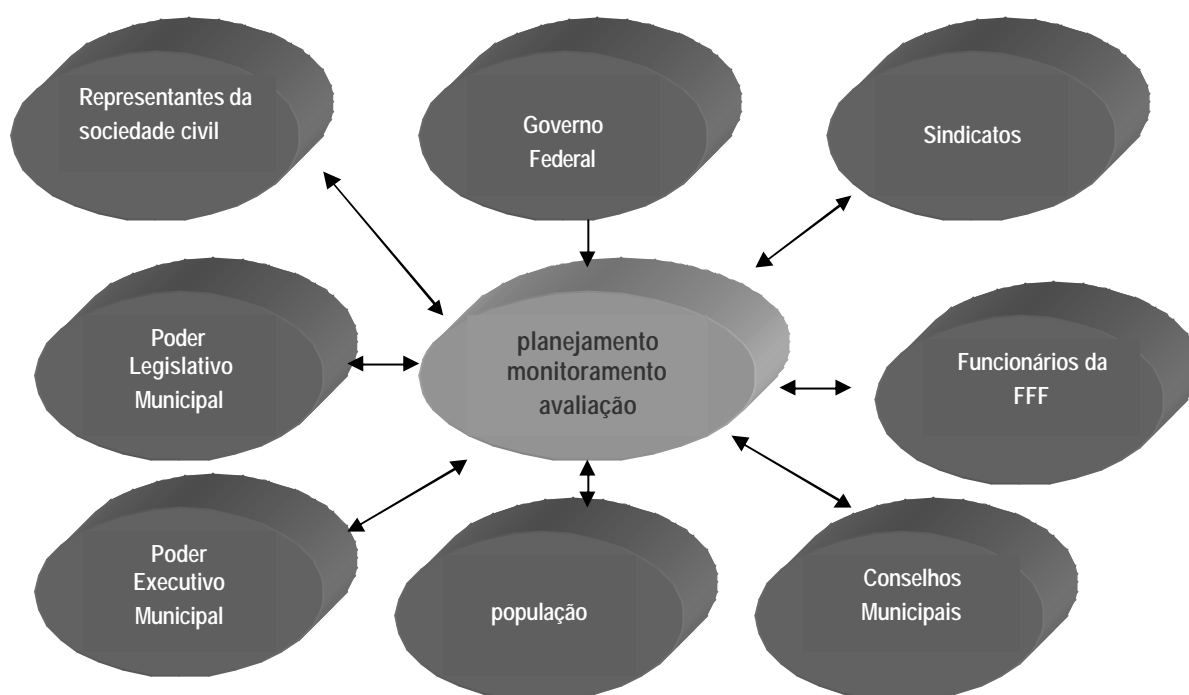 Representantes da
sociedade civil
Governo
Federal
Sindicatos
Poder
Legislativo
Municipal
planejamento
monitoramento
avaliação
Funcionários da
FFF
Poder
Executivo
Municipal
população
Conselhos
Municipais